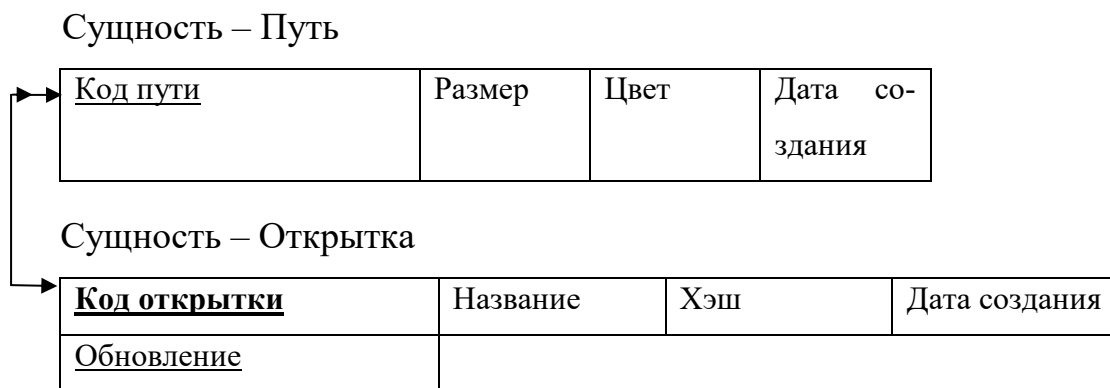 Сущность – Путь
Код пути Размер Цвет Дата со-
здания
Сущность – Открытка
Код открытки Название Хэш Дата создания
Обновление